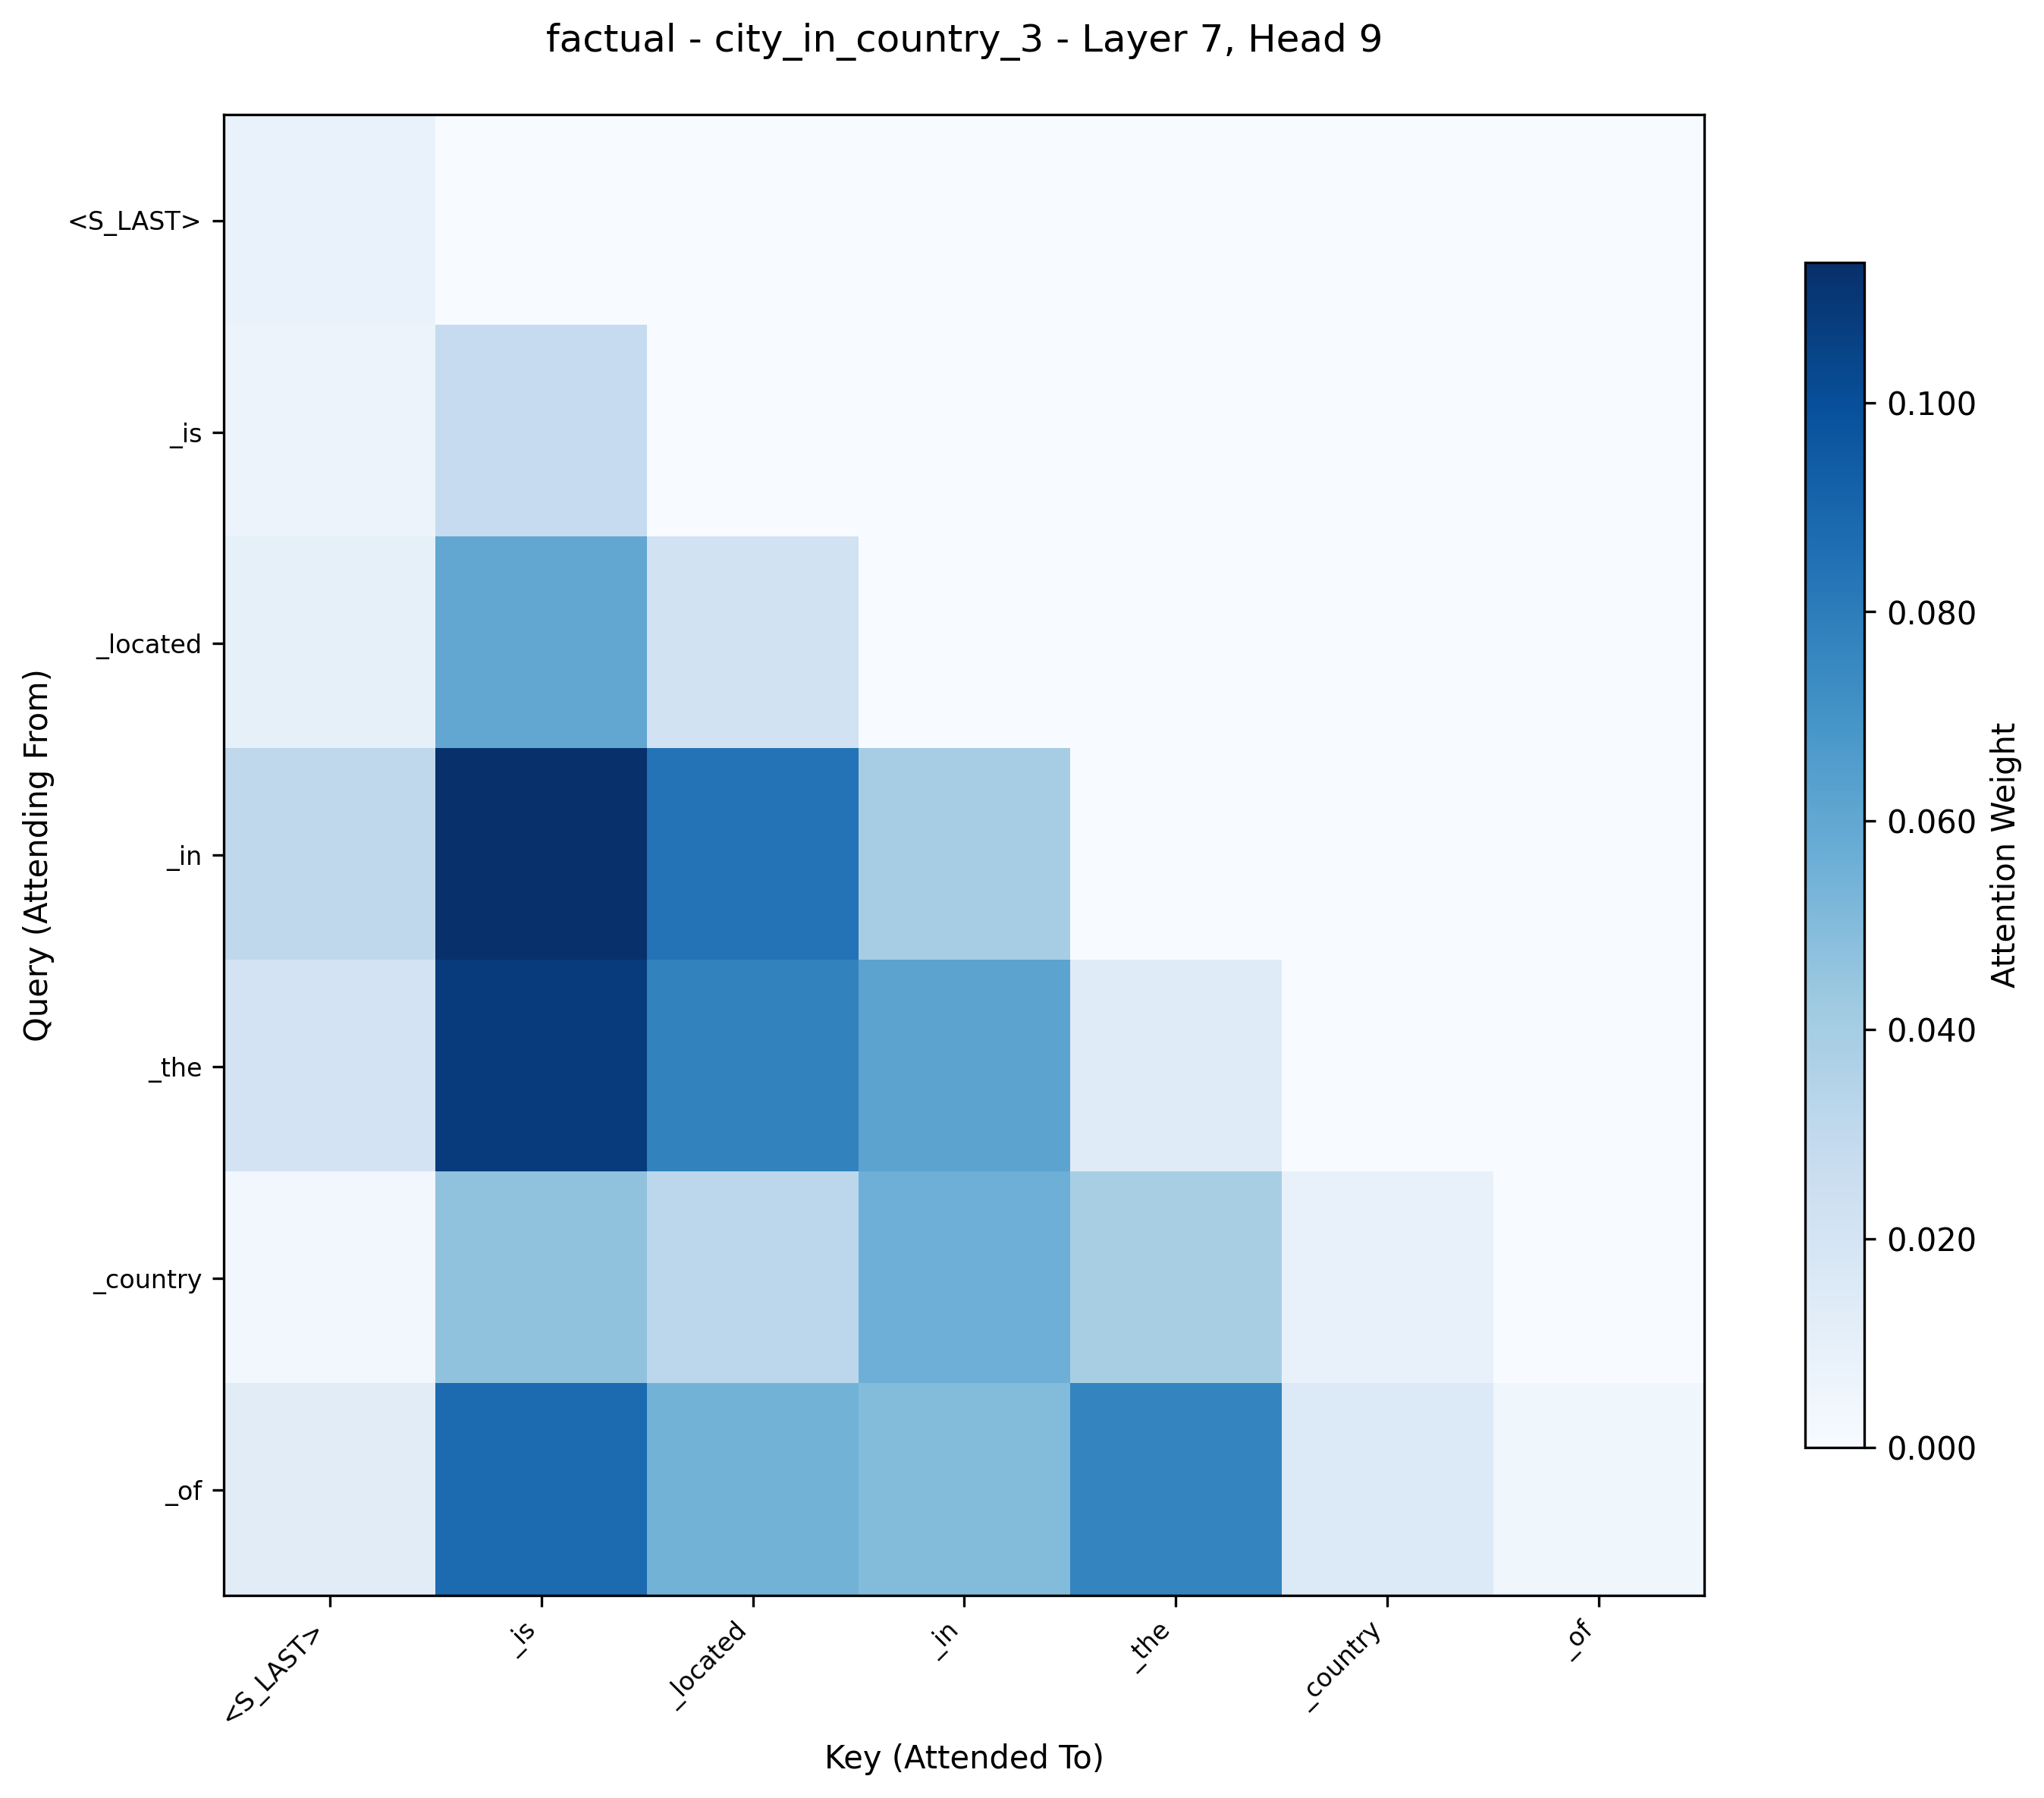 factual - city_in_country_3 - Layer 7, Head 9
Query (Attending From)
<S_LAST>
_is
_located
_in
_the
_country
_of
<S_LAST>
_is
_located
_in
_the
_country
_of
Key (Attended To)
0.100
0.080
0.060
0.040
0.020
0.000
Attention Weight